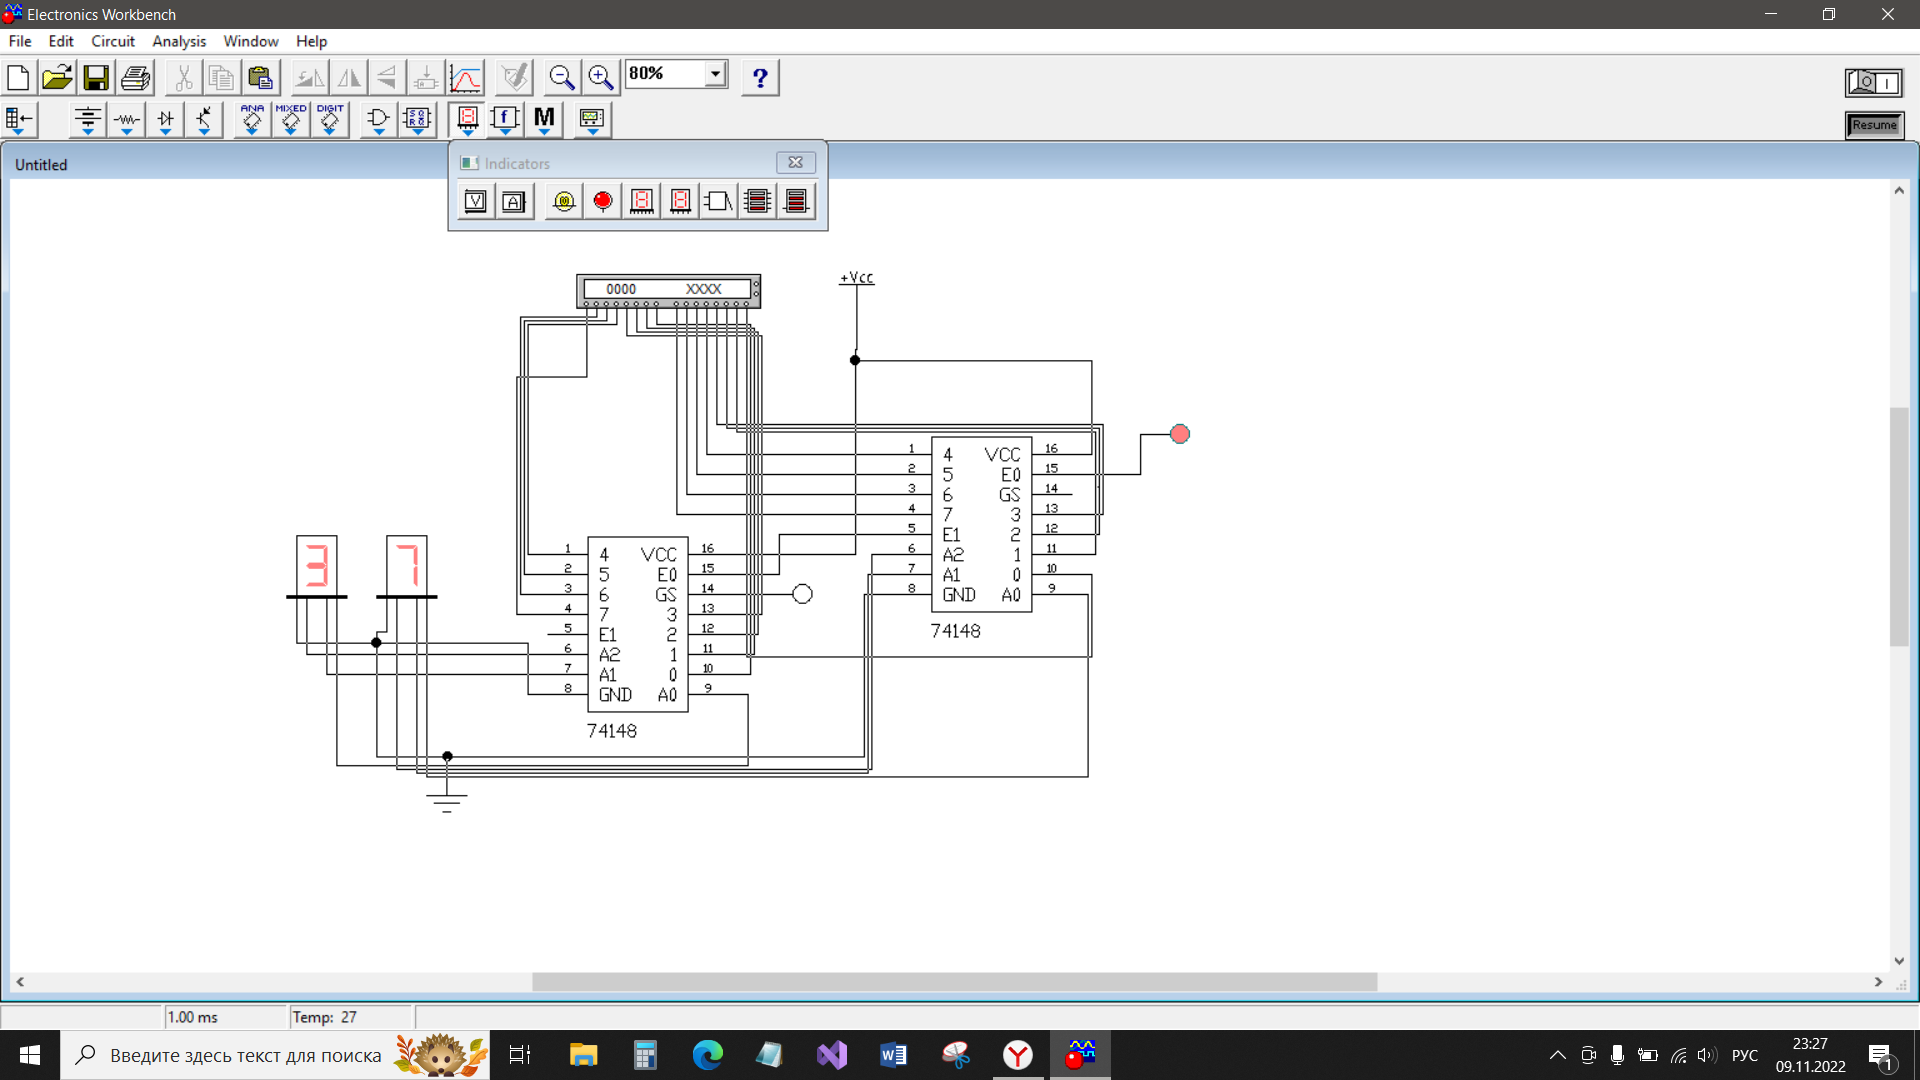 Electronics Workbench
File Edit Circuit Analysis Window Help
80%
?
ANA MIXED DIGIT
M
Resume
Untitled
Indicators
V A
0000 XXXX
+Vcc
1 4 VCC 16
2 5 E0 15
3 6 GS 14
4 7 3 13
5 E1 2 12
6 A2 1 11
7 A1 0 10
8 GND A0 9
74148
3 7
1 4 VCC 16
2 5 E0 15
3 6 GS 14
4 7 3 13
5 E1 2 12
6 A2 1 11
7 A1 0 10
8 GND A0 9
74148
1.00 ms Temp: 27
Введите здесь текст для поиска
РУС
23:27
09.11.2022
1